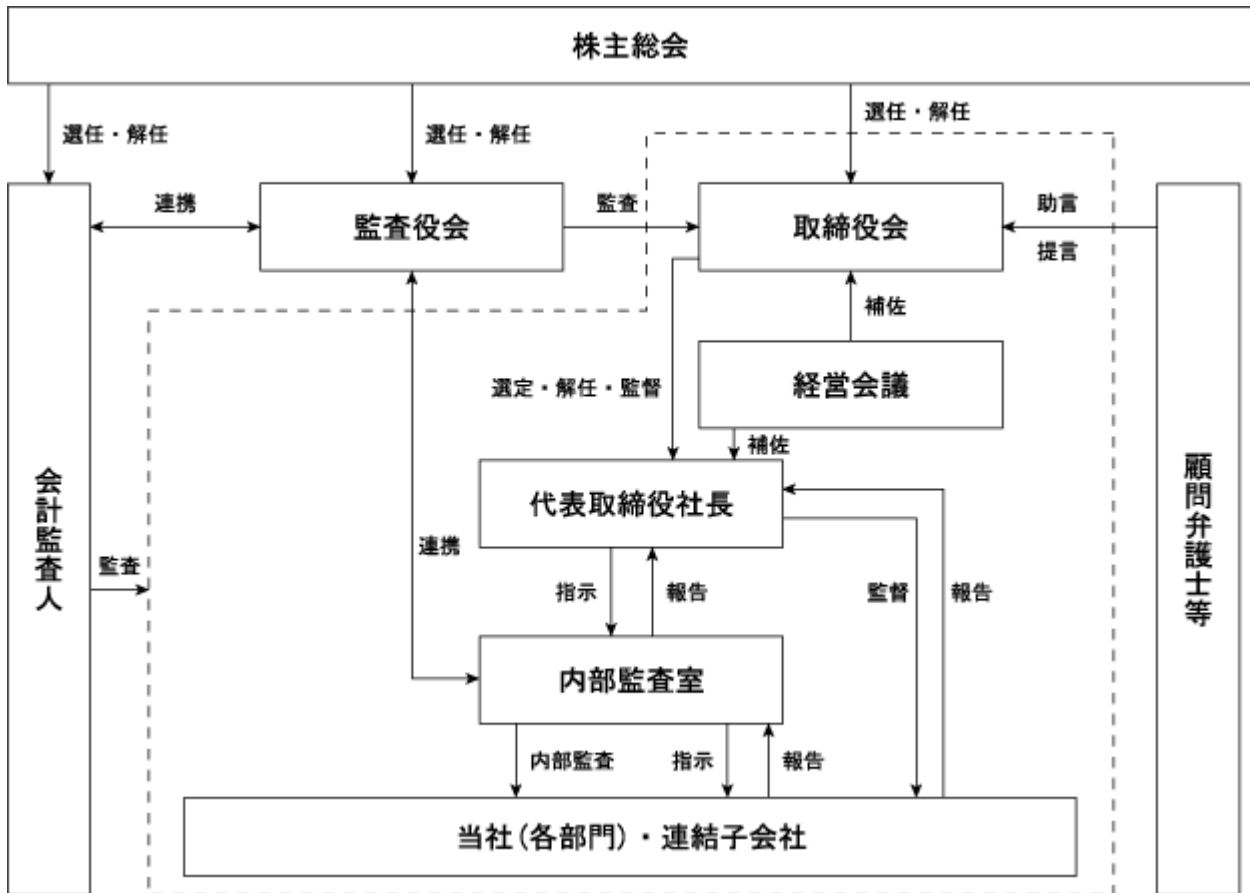 株主総会
選任・解任
選任・解任
選任・解任
連携
監査役会
監査
取締役会
助言
提言
補佐
選定・解任・監督
経営会議
補佐
代表取締役社長
会計監査人
顧問弁護士等
監査
連携
指示
報告
監督
報告
内部監査室
内部監査
指示
報告
当社(各部門)・連結子会社